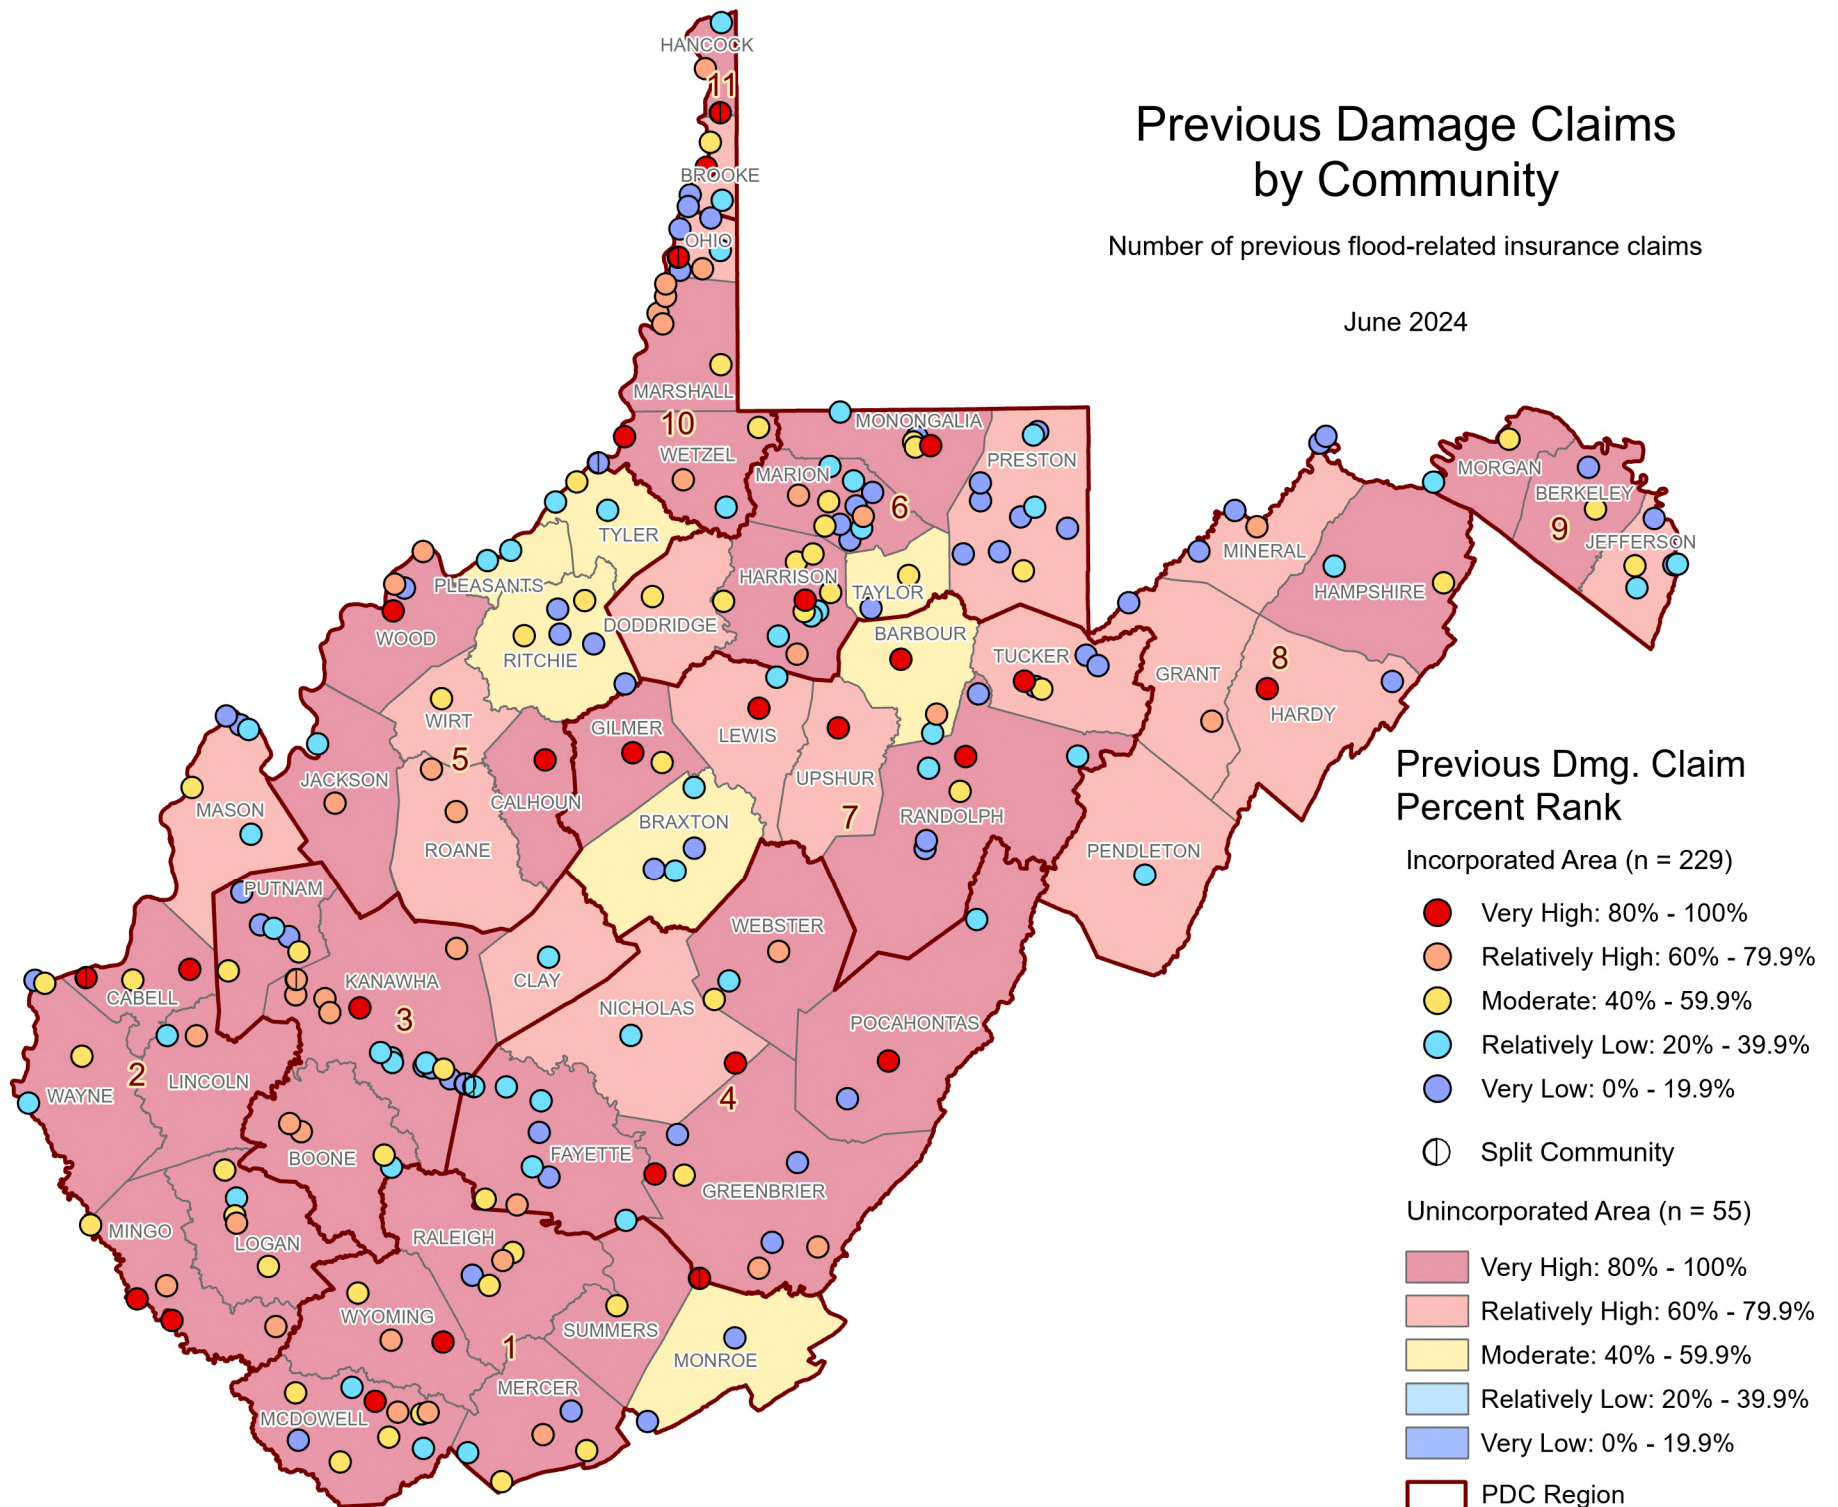 Previous Damage Claims
by Community
Number of previous flood-related insurance claims
June 2024
HANCOCK
11
BROOKE
OHIO
MARSHALL
10
WETZEL
MONONGALIA
PRESTON
MARION
6
TYLER
PLEASANTS
HARRISON
TAYLOR
DODDRIDGE
WOOD
RITCHIE
BARBOUR
TUCKER
MORGAN
BERKELEY
9
JEFFERSON
MINERAL
HAMPSHIRE
8
GRANT
HARDY
WIRT
5
GILMER
LEWIS
UPSHUR
7
RANDOLPH
JACKSON
CALHOUN
MASON
ROANE
BRAXTON
PENDLETON
PUTNAM
WEBSTER
KANAWHA
CLAY
CABELL
3
NICHOLAS
POCAHONTAS
2
LINCOLN
WAYNE
4
BOONE
FAYETTE
GREENBRIER
MINGO
LOGAN
RALEIGH
WYOMING
1
SUMMERS
MONROE
MERCER
MCDOWELL
Previous Dmg. Claim
Percent Rank
Incorporated Area (n = 229)
Very High: 80% - 100%
Relatively High: 60% - 79.9%
Moderate: 40% - 59.9%
Relatively Low: 20% - 39.9%
Very Low: 0% - 19.9%
Split Community
Unincorporated Area (n = 55)
Very High: 80% - 100%
Relatively High: 60% - 79.9%
Moderate: 40% - 59.9%
Relatively Low: 20% - 39.9%
Very Low: 0% - 19.9%
PDC Region